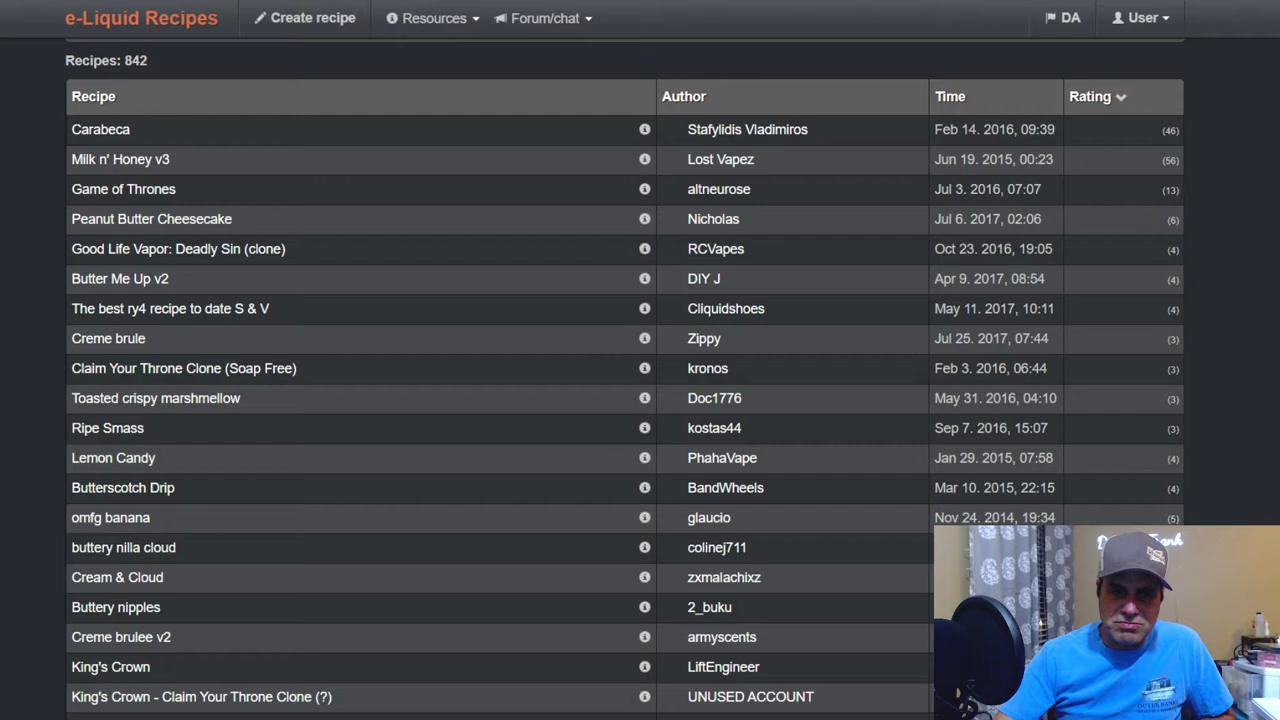 e-Liquid Recipes Create recipe Resources Forum/chat DA User
Recipes: 842
Recipe Author Time Rating
Carabeca Stafylidis Vladimiros Feb 14. 2016, 09:39 (46)
Milk n' Honey v3 Lost Vapez Jun 19. 2015, 00:23 (56)
Game of Thrones altneurose Jul 3. 2016, 07:07 (13)
Peanut Butter Cheesecake Nicholas Jul 6. 2017, 02:06 (6)
Good Life Vapor: Deadly Sin (clone) RCVapes Oct 23. 2016, 19:05 (4)
Butter Me Up v2 DIY J Apr 9. 2017, 08:54 (4)
The best ry4 recipe to date S & V Cliquidshoes May 11. 2017, 10:11 (4)
Creme brule Zippy Jul 25. 2017, 07:44 (3)
Claim Your Throne Clone (Soap Free) kronos Feb 3. 2016, 06:44 (3)
Toasted crispy marshmellow Doc1776 May 31. 2016, 04:10 (3)
Ripe Smass kostas44 Sep 7. 2016, 15:07 (3)
Lemon Candy PhahaVape Jan 29. 2015, 07:58 (4)
Butterscotch Drip BandWheels Mar 10. 2015, 22:15 (4)
omfg banana glaucio Nov 24. 2014, 19:34 (5)
buttery nilla cloud colinej711
Cream & Cloud zxmalachixz
Buttery nipples 2_buku
Creme brulee v2 armyscents
King's Crown LiftEngineer
King's Crown - Claim Your Throne Clone (?) UNUSED ACCOUNT
OUTER BANKS